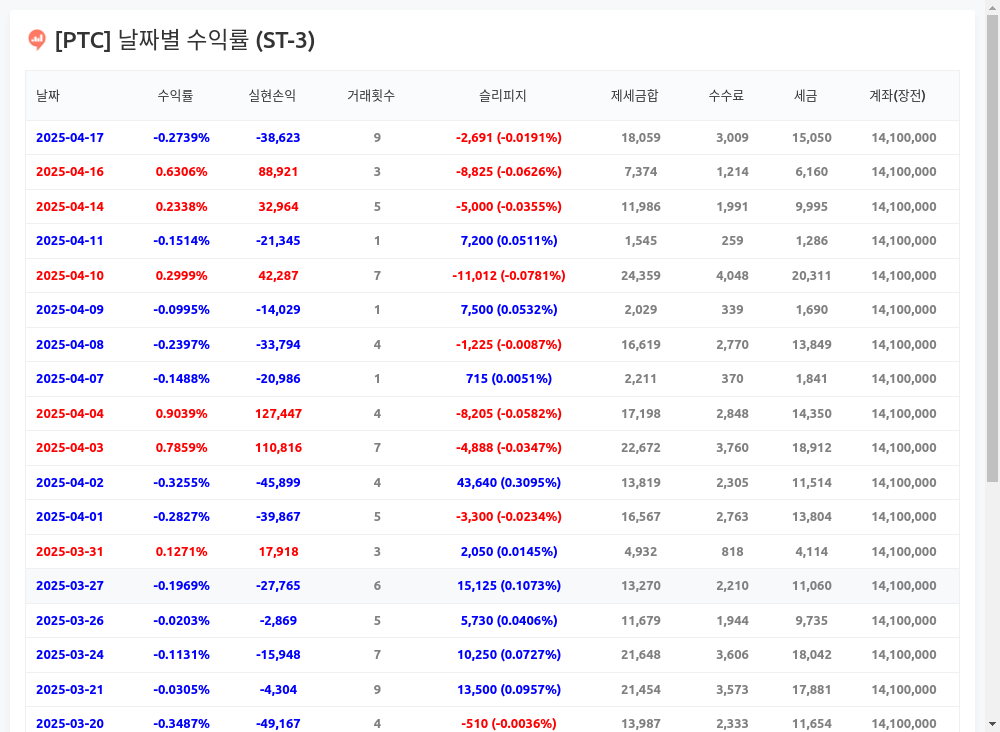 [PTC] 날짜별 수익률 (ST-3)
날짜 수익률 실현손익 거래횟수 슬리피지 제세금합 수수료 세금 계좌(장전)
2025-04-17 -0.2739% -38,623 9 -2,691 (-0.0191%) 18,059 3,009 15,050 14,100,000
2025-04-16 0.6306% 88,921 3 -8,825 (-0.0626%) 7,374 1,214 6,160 14,100,000
2025-04-14 0.2338% 32,964 5 -5,000 (-0.0355%) 11,986 1,991 9,995 14,100,000
2025-04-11 -0.1514% -21,345 1 7,200 (0.0511%) 1,545 259 1,286 14,100,000
2025-04-10 0.2999% 42,287 7 -11,012 (-0.0781%) 24,359 4,048 20,311 14,100,000
2025-04-09 -0.0995% -14,029 1 7,500 (0.0532%) 2,029 339 1,690 14,100,000
2025-04-08 -0.2397% -33,794 4 -1,225 (-0.0087%) 16,619 2,770 13,849 14,100,000
2025-04-07 -0.1488% -20,986 1 715 (0.0051%) 2,211 370 1,841 14,100,000
2025-04-04 0.9039% 127,447 4 -8,205 (-0.0582%) 17,198 2,848 14,350 14,100,000
2025-04-03 0.7859% 110,816 7 -4,888 (-0.0347%) 22,672 3,760 18,912 14,100,000
2025-04-02 -0.3255% -45,899 4 43,640 (0.3095%) 13,819 2,305 11,514 14,100,000
2025-04-01 -0.2827% -39,867 5 -3,300 (-0.0234%) 16,567 2,763 13,804 14,100,000
2025-03-31 0.1271% 17,918 3 2,050 (0.0145%) 4,932 818 4,114 14,100,000
2025-03-27 -0.1969% -27,765 6 15,125 (0.1073%) 13,270 2,210 11,060 14,100,000
2025-03-26 -0.0203% -2,869 5 5,730 (0.0406%) 11,679 1,944 9,735 14,100,000
2025-03-24 -0.1131% -15,948 7 10,250 (0.0727%) 21,648 3,606 18,042 14,100,000
2025-03-21 -0.0305% -4,304 9 13,500 (0.0957%) 21,454 3,573 17,881 14,100,000
2025-03-20 -0.3487% -49,167 4 -510 (-0.0036%) 13,987 2,333 11,654 14,100,000